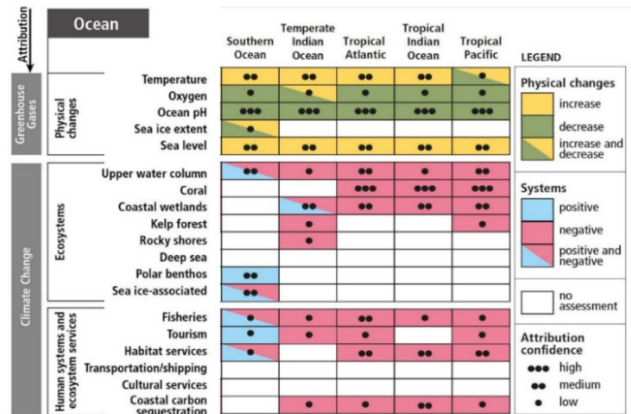 Attribution
Ocean
Southern Ocean
Temperate Indian Ocean
Tropical Atlantic
Tropical Indian Ocean
Tropical Pacific
Greenhouse Gases
Physical changes
Temperature
Oxygen
Ocean pH
Sea ice extent
Sea level
Climate Change
Ecosystems
Upper water column
Coral
Coastal wetlands
Kelp forest
Rocky shores
Deep sea
Polar benthos
Sea ice-associated
Human systems and
ecosystem services
Fisheries
Tourism
Habitat services
Transportation/shipping
Cultural services
Coastal carbon
sequestration
LEGEND
Physical changes
increase
decrease
increase and
decrease
Systems
positive
negative
positive and
negative
no
assessment
Attribution
confidence
high
medium
low